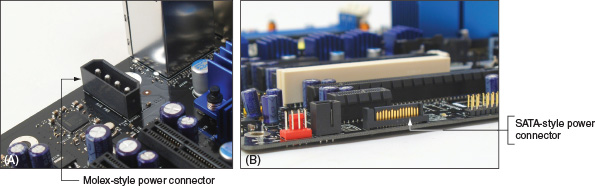 (A)
Molex-style power connector
(B)
SATA-style power
connector